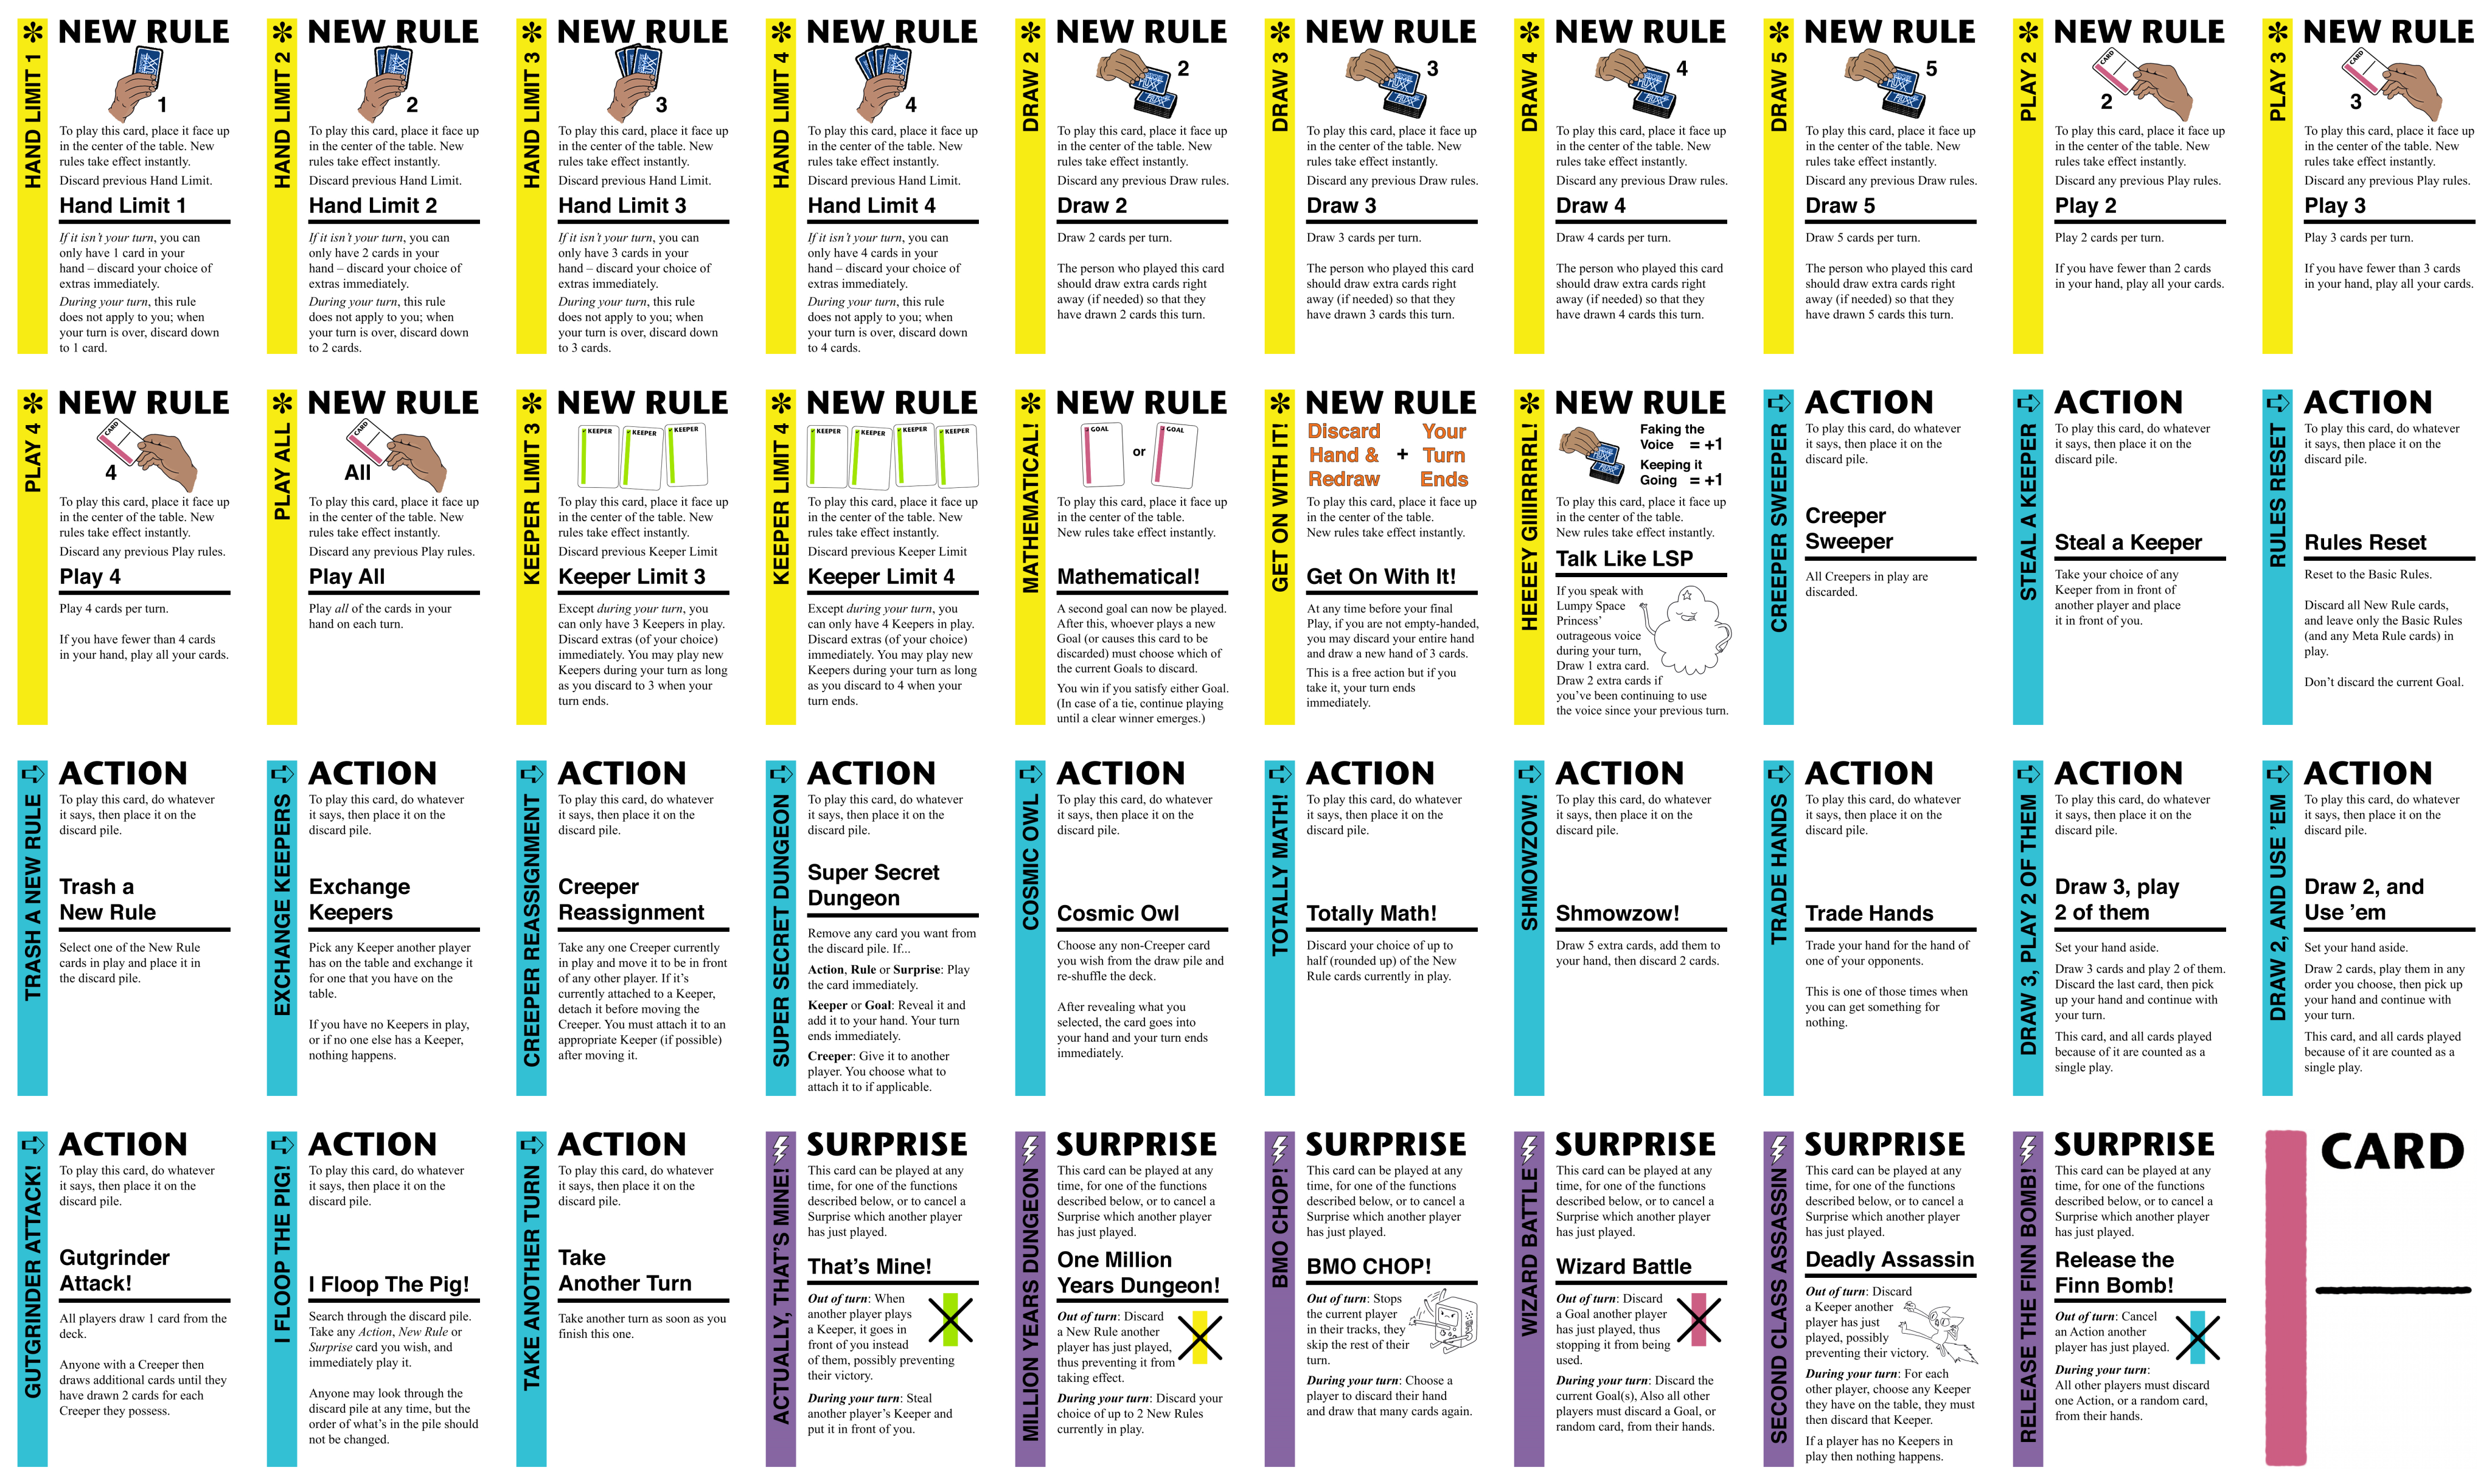 HAND LIMIT 1
NEW RULE
1
To play this card, place it face up
in the center of the table. New
rules take effect instantly.
Discard previous Hand Limit.
Hand Limit 1
If it isn't your turn, you can
only have 1 card in your
hand – discard your choice of
extras immediately.
During your turn, this rule
does not apply to you; when
your turn is over, discard down
to 1 card.
HAND LIMIT 2
NEW RULE
2
To play this card, place it face up
in the center of the table. New
rules take effect instantly.
Discard previous Hand Limit.
Hand Limit 2
If it isn't your turn, you can
only have 2 cards in your
hand – discard your choice of
extras immediately.
During your turn, this rule
does not apply to you; when
your turn is over, discard down
to 2 cards.
HAND LIMIT 3
NEW RULE
3
To play this card, place it face up
in the center of the table. New
rules take effect instantly.
Discard previous Hand Limit.
Hand Limit 3
If it isn't your turn, you can
only have 3 cards in your
hand – discard your choice of
extras immediately.
During your turn, this rule
does not apply to you; when
your turn is over, discard down
to 3 cards.
HAND LIMIT 4
NEW RULE
4
To play this card, place it face up
in the center of the table. New
rules take effect instantly.
Discard previous Hand Limit.
Hand Limit 4
If it isn't your turn, you can
only have 4 cards in your
hand – discard your choice of
extras immediately.
During your turn, this rule
does not apply to you; when
your turn is over, discard down
to 4 cards.
DRAW 2
NEW RULE
2
To play this card, place it face up
in the center of the table. New
rules take effect instantly.
Discard any previous Draw rules.
Draw 2
Draw 2 cards per turn.
The person who played this card
should draw extra cards right
away (if needed) so that they
have drawn 2 cards this turn.
DRAW 3
NEW RULE
3
To play this card, place it face up
in the center of the table. New
rules take effect instantly.
Discard any previous Draw rules.
Draw 3
Draw 3 cards per turn.
The person who played this card
should draw extra cards right
away (if needed) so that they
have drawn 3 cards this turn.
DRAW 4
NEW RULE
4
To play this card, place it face up
in the center of the table. New
rules take effect instantly.
Discard any previous Draw rules.
Draw 4
Draw 4 cards per turn.
The person who played this card
should draw extra cards right
away (if needed) so that they
have drawn 4 cards this turn.
DRAW 5
NEW RULE
5
To play this card, place it face up
in the center of the table. New
rules take effect instantly.
Discard any previous Draw rules.
Draw 5
Draw 5 cards per turn.
The person who played this card
should draw extra cards right
away (if needed) so that they
have drawn 5 cards this turn.
PLAY 2
NEW RULE
CARD
2
To play this card, place it face up
in the center of the table. New
rules take effect instantly.
Discard any previous Play rules.
Play 2
Play 2 cards per turn.
If you have fewer than 2 cards
in your hand, play all your cards.
PLAY 3
NEW RULE
CARD
3
To play this card, place it face up
in the center of the table. New
rules take effect instantly.
Discard any previous Play rules.
Play 3
Play 3 cards per turn.
If you have fewer than 3 cards
in your hand, play all your cards.
PLAY 4
NEW RULE
CARD
4
To play this card, place it face up
in the center of the table. New
rules take effect instantly.
Discard any previous Play rules.
Play 4
Play 4 cards per turn.
If you have fewer than 4 cards
in your hand, play all your cards.
PLAY ALL
NEW RULE
CARD
All
To play this card, place it face up
in the center of the table. New
rules take effect instantly.
Discard any previous Play rules.
Play All
Play all of the cards in your
hand on each turn.
KEEPER LIMIT 3
NEW RULE
KEEPER KEEPER KEEPER
To play this card, place it face up
in the center of the table. New
rules take effect instantly.
Discard previous Keeper Limit
Keeper Limit 3
Except during your turn, you
can only have 3 Keepers in play.
Discard extras (of your choice)
immediately. You may play new
Keepers during your turn as long
as you discard to 3 when your
turn ends.
KEEPER LIMIT 4
NEW RULE
KEEPER KEEPER KEEPER KEEPER
To play this card, place it face up
in the center of the table. New
rules take effect instantly.
Discard previous Keeper Limit
Keeper Limit 4
Except during your turn, you
can only have 4 Keepers in play.
Discard extras (of your choice)
immediately. You may play new
Keepers during your turn as long
as you discard to 4 when your
turn ends.
MATHEMATICAL!
NEW RULE
GOAL or GOAL
To play this card, place it face up
in the center of the table.
New rules take effect instantly.
Mathematical!
A second goal can now be played.
After this, whoever plays a new
Goal (or causes this card to be
discarded) must choose which of
the current Goals to discard.
You win if you satisfy either Goal.
(In case of a tie, continue playing
until a clear winner emerges.)
GET ON WITH IT!
NEW RULE
Discard Your
Hand & + Turn
Redraw Ends
To play this card, place it face up
in the center of the table.
New rules take effect instantly.
Get On With It!
At any time before your final
Play, if you are not empty-handed,
you may discard your entire hand
and draw a new hand of 3 cards.
This is a free action but if you
take it, your turn ends
immediately.
HEEEEY GIIIRRRRL!
NEW RULE
Faking the
Voice = +1
Keeping it
Going = +1
To play this card, place it face up
in the center of the table.
New rules take effect instantly.
Talk Like LSP
If you speak with
Lumpy Space
Princess'
outrageous voice
during your turn,
Draw 1 extra card.
Draw 2 extra cards if
you've been continuing to use
the voice since your previous turn.
CREEPER SWEEPER
ACTION
To play this card, do whatever
it says, then place it on the
discard pile.
Creeper
Sweeper
All Creepers in play are
discarded.
STEAL A KEEPER
ACTION
To play this card, do whatever
it says, then place it on the
discard pile.
Steal a Keeper
Take your choice of any
Keeper from in front of
another player and place
it in front of you.
RULES RESET
ACTION
To play this card, do whatever
it says, then place it on the
discard pile.
Rules Reset
Reset to the Basic Rules.
Discard all New Rule cards,
and leave only the Basic Rules
(and any Meta Rule cards) in
play.
Don't discard the current Goal.
TRASH A NEW RULE
ACTION
To play this card, do whatever
it says, then place it on the
discard pile.
Trash a
New Rule
Select one of the New Rule
cards in play and place it in
the discard pile.
EXCHANGE KEEPERS
ACTION
To play this card, do whatever
it says, then place it on the
discard pile.
Exchange
Keepers
Pick any Keeper another player
has on the table and exchange it
for one that you have on the
table.
If you have no Keepers in play,
or if no one else has a Keeper,
nothing happens.
CREEPER REASSIGNMENT
ACTION
To play this card, do whatever
it says, then place it on the
discard pile.
Creeper
Reassignment
Take any one Creeper currently
in play and move it to be in front
of any other player. If it's
currently attached to a Keeper,
detach it before moving the
Creeper. You must attach it to an
appropriate Keeper (if possible)
after moving it.
SUPER SECRET DUNGEON
ACTION
To play this card, do whatever
it says, then place it on the
discard pile.
Super Secret
Dungeon
Remove any card you want from
the discard pile. If...
Action, Rule or Surprise: Play
the card immediately.
Keeper or Goal: Reveal it and
add it to your hand. Your turn
ends immediately.
Creeper: Give it to another
player. You choose what to
attach it to if applicable.
COSMIC OWL
ACTION
To play this card, do whatever
it says, then place it on the
discard pile.
Cosmic Owl
Choose any non-Creeper card
you wish from the draw pile and
re-shuffle the deck.
After revealing what you
selected, the card goes into
your hand and your turn ends
immediately.
TOTALLY MATH!
ACTION
To play this card, do whatever
it says, then place it on the
discard pile.
Totally Math!
Discard your choice of up to
half (rounded up) of the New
Rule cards currently in play.
SHMOWZOW!
ACTION
To play this card, do whatever
it says, then place it on the
discard pile.
Shmowzow!
Draw 5 extra cards, add them to
your hand, then discard 2 cards.
TRADE HANDS
ACTION
To play this card, do whatever
it says, then place it on the
discard pile.
Trade Hands
Trade your hand for the hand of
one of your opponents.
This is one of those times when
you can get something for
nothing.
DRAW 3, PLAY 2 OF THEM
ACTION
To play this card, do whatever
it says, then place it on the
discard pile.
Draw 3, play
2 of them
Set your hand aside.
Draw 3 cards and play 2 of them.
Discard the last card, then pick
up your hand and continue with
your turn.
This card, and all cards played
because of it are counted as a
single play.
DRAW 2, AND USE 'EM
ACTION
To play this card, do whatever
it says, then place it on the
discard pile.
Draw 2, and
Use 'em
Set your hand aside.
Draw 2 cards, play them in any
order you choose, then pick up
your hand and continue with
your turn.
This card, and all cards played
because of it are counted as a
single play.
GUTGRINDER ATTACK!
ACTION
To play this card, do whatever
it says, then place it on the
discard pile.
Gutgrinder
Attack!
All players draw 1 card from the
deck.
Anyone with a Creeper then
draws additional cards until they
have drawn 2 cards for each
Creeper they possess.
I FLOOP THE PIG!
ACTION
To play this card, do whatever
it says, then place it on the
discard pile.
I Floop The Pig!
Search through the discard pile.
Take any Action, New Rule or
Surprise card you wish, and
immediately play it.
Anyone may look through the
discard pile at any time, but the
order of what's in the pile should
not be changed.
TAKE ANOTHER TURN
ACTION
To play this card, do whatever
it says, then place it on the
discard pile.
Take
Another Turn
Take another turn as soon as you
finish this one.
ACTUALLY, THAT'S MINE!
SURPRISE
This card can be played at any
time, for one of the functions
described below, or to cancel a
Surprise which another player
has just played.
That's Mine!
Out of turn: When
another player plays
a Keeper, it goes in
front of you instead
of them, possibly preventing
their victory.
During your turn: Steal
another player's Keeper and
put it in front of you.
MILLION YEARS DUNGEON
SURPRISE
This card can be played at any
time, for one of the functions
described below, or to cancel a
Surprise which another player
has just played.
One Million
Years Dungeon!
Out of turn: Discard
a New Rule another
player has just played,
thus preventing it from
taking effect.
During your turn: Discard your
choice of up to 2 New Rules
currently in play.
BMO CHOP!
SURPRISE
This card can be played at any
time, for one of the functions
described below, or to cancel a
Surprise which another player
has just played.
BMO CHOP!
Out of turn: Stops
the current player
in their tracks, they
skip the rest of their
turn.
During your turn: Choose a
player to discard their hand
and draw that many cards again.
WIZARD BATTLE
SURPRISE
This card can be played at any
time, for one of the functions
described below, or to cancel a
Surprise which another player
has just played.
Wizard Battle
Out of turn: Discard
a Goal another player
has just played, thus
stopping it from being
used.
During your turn: Discard the
current Goal(s), Also all other
players must discard a Goal, or
random card, from their hands.
SECOND CLASS ASSASSIN
SURPRISE
This card can be played at any
time, for one of the functions
described below, or to cancel a
Surprise which another player
has just played.
Deadly Assassin
Out of turn: Discard
a Keeper another
player has just
played, possibly
preventing their victory.
During your turn: For each
other player, choose any Keeper
they have on the table, they must
then discard that Keeper.
If a player has no Keepers in
play then nothing happens.
RELEASE THE FINN BOMB!
SURPRISE
This card can be played at any
time, for one of the functions
described below, or to cancel a
Surprise which another player
has just played.
Release the
Finn Bomb!
Out of turn: Cancel
an Action another
player has just played.
During your turn:
All other players must discard
one Action, or a random card,
from their hands.
CARD